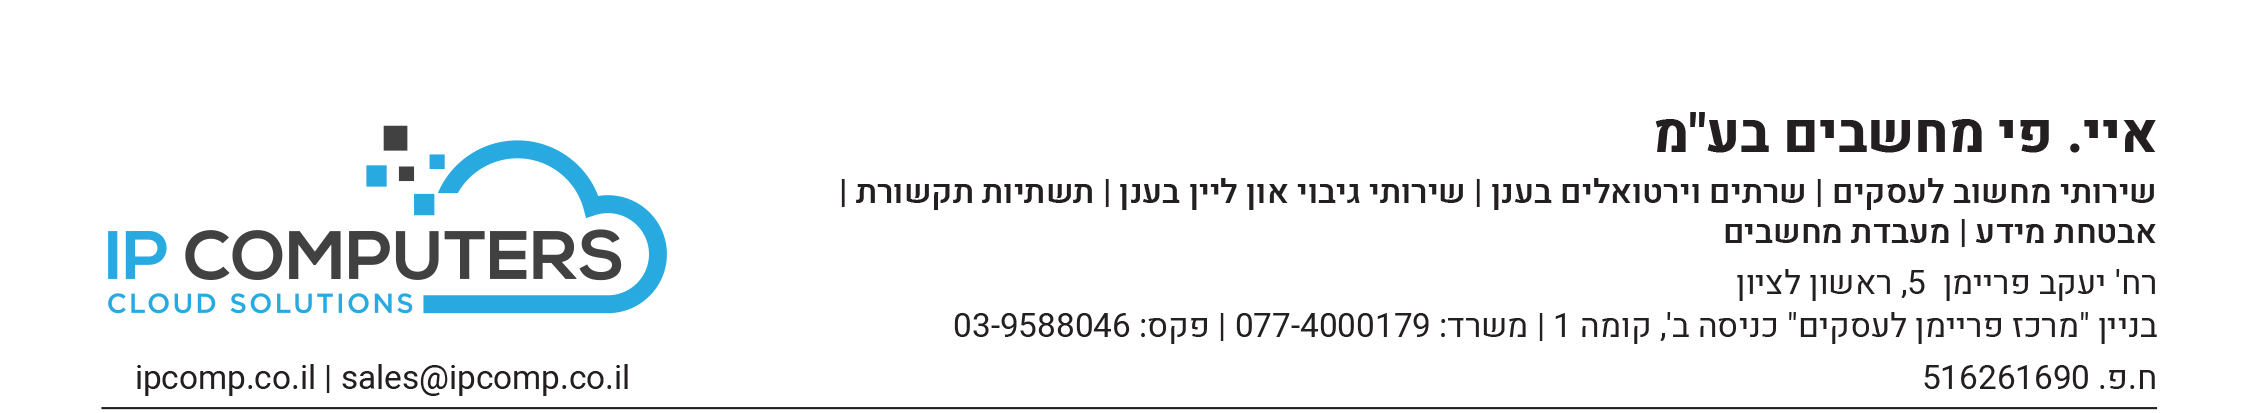 איי. פי מחשבים בע"מ
שירותי מחשוב לעסקים | שרתים וירטואלים בענן | שירותי גיבוי און ליין בענן | תשתיות תקשורת |
אבטחת מידע | מעבדת מחשבים
רח' יעקב פריימן 5, ראשון לציון
בניין "מרכז פריימן לעסקים" כניסה ב', קומה 1 | משרד: 077-4000179 | פקס: 03-9588046
ח.פ. 516261690
IP COMPUTERS
CLOUD SOLUTIONS
ipcomp.co.il | sales@ipcomp.co.il